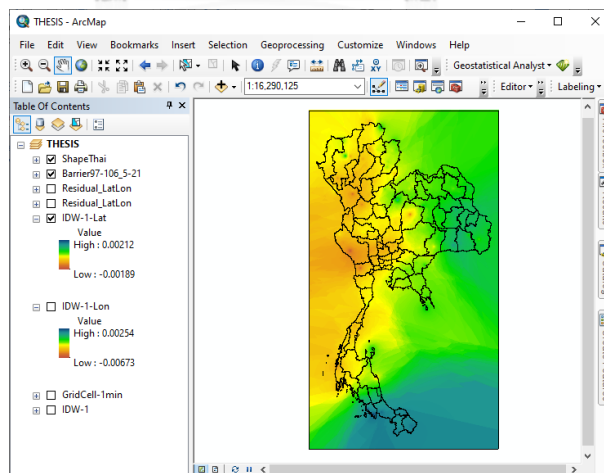 THESIS - ArcMap
File Edit View Bookmarks Insert Selection Geoprocessing Customize Windows Help
Geostatistical Analyst
1:16,290,125
Editor
Labeling
Table Of Contents
THESIS
ShapeThai
Barrier97-106_5-21
Residual_LatLon
Residual_LatLon
IDW-1-Lat
Value
High : 0.00212
Low : -0.00189
IDW-1-Lon
Value
High : 0.00254
Low : -0.00673
GridCell-1min
IDW-1